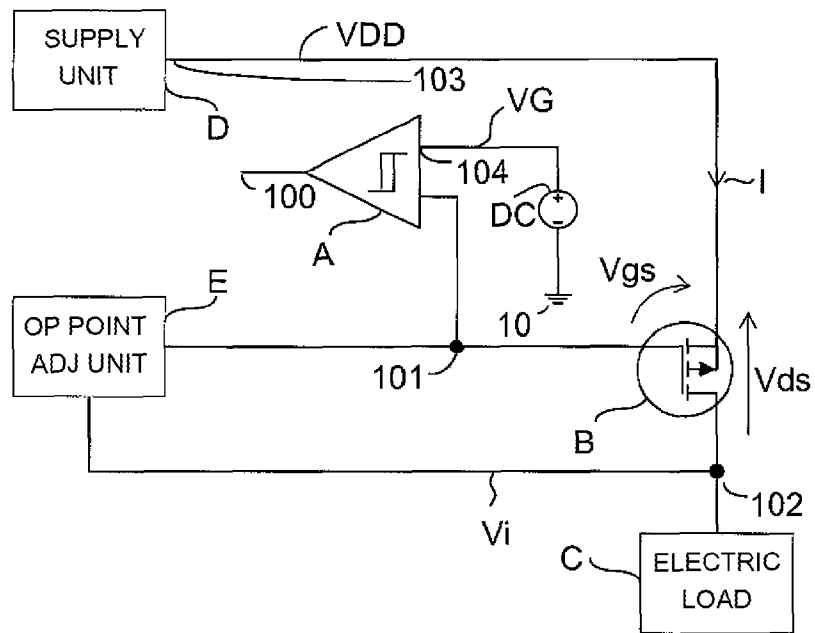 SUPPLY
UNIT
VDD
103
D
VG
104
100
A
DC
I
Vgs
10
E
OP POINT
ADJ UNIT
101
B
Vds
Vi
102
C
ELECTRIC
LOAD